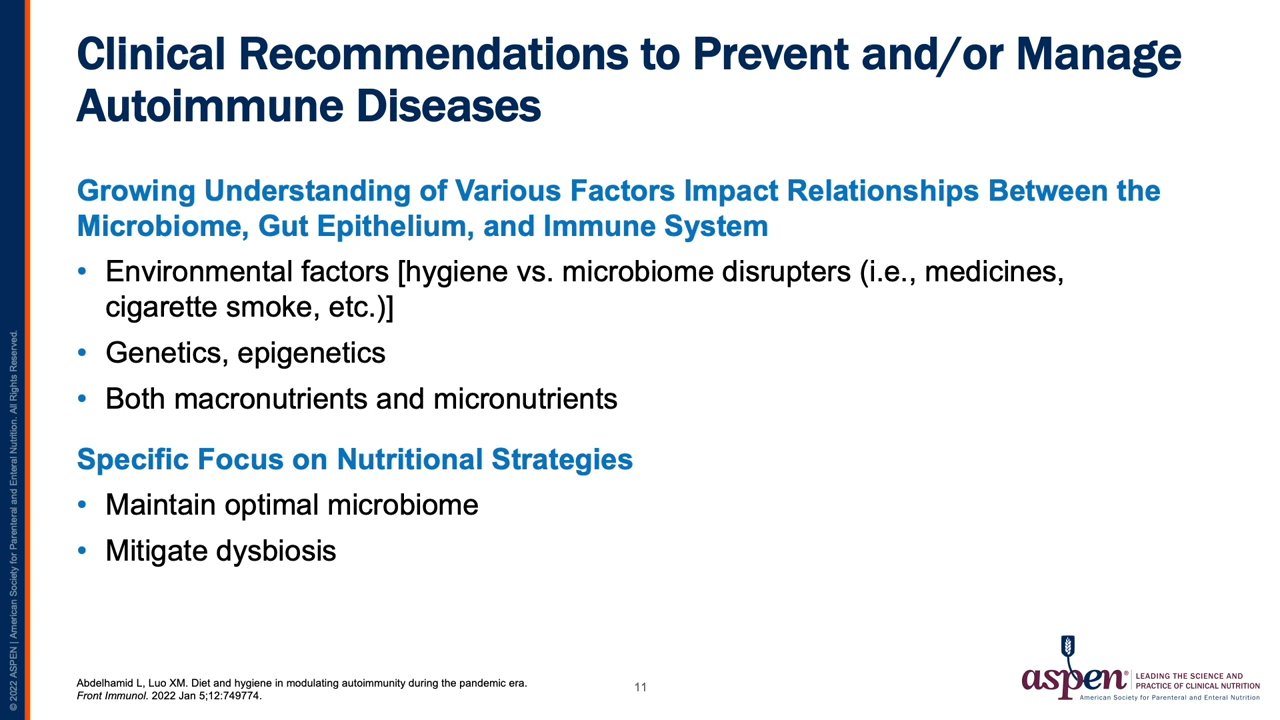 Clinical Recommendations to Prevent and/or Manage
Autoimmune Diseases
Growing Understanding of Various Factors Impact Relationships Between the
Microbiome, Gut Epithelium, and Immune System
• Environmental factors [hygiene vs. microbiome disrupters (i.e., medicines,
cigarette smoke, etc.)]
• Genetics, epigenetics
• Both macronutrients and micronutrients
Specific Focus on Nutritional Strategies
• Maintain optimal microbiome
• Mitigate dysbiosis
Abdelhamid L, Luo XM. Diet and hygiene in modulating autoimmunity during the pandemic era.
Front Immunol. 2022 Jan 5;12:749774.
11
aspen®
LEADING THE SCIENCE AND
PRACTICE OF CLINICAL NUTRITION
American Society for Parenteral and Enteral Nutrition
© 2022 ASPEN | American Society for Parenteral and Enteral Nutrition. All Rights Reserved.